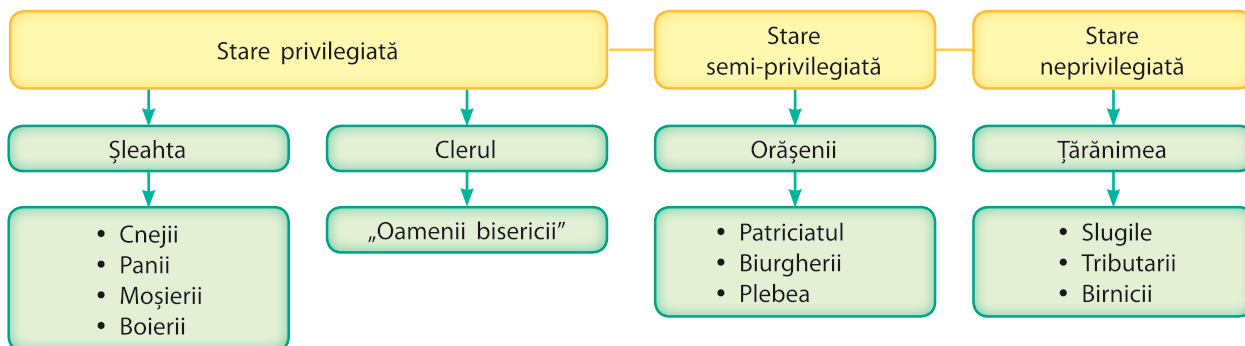 Stare privilegiată
Stare
semi-privilegiată
Stare
neprivilegiată
Șleahta
Clerul
Orășenii
Țărănimea
• Cnejii
• Panii
• Moșierii
• Boierii
„Oamenii bisericii”
• Patriciatul
• Biurgherii
• Plebea
• Slugile
• Tributarii
• Birnicii